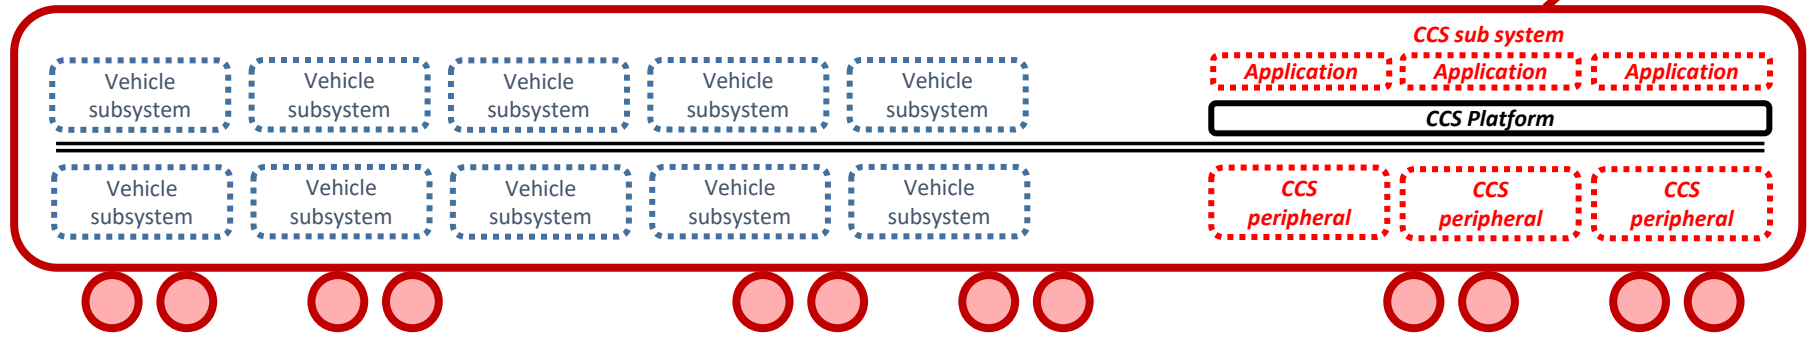 CCS sub system
Vehicle
subsystem
Vehicle
subsystem
Vehicle
subsystem
Vehicle
subsystem
Vehicle
subsystem
Application
Application
Application
CCS Platform
Vehicle
subsystem
Vehicle
subsystem
Vehicle
subsystem
Vehicle
subsystem
Vehicle
subsystem
CCS
peripheral
CCS
peripheral
CCS
peripheral